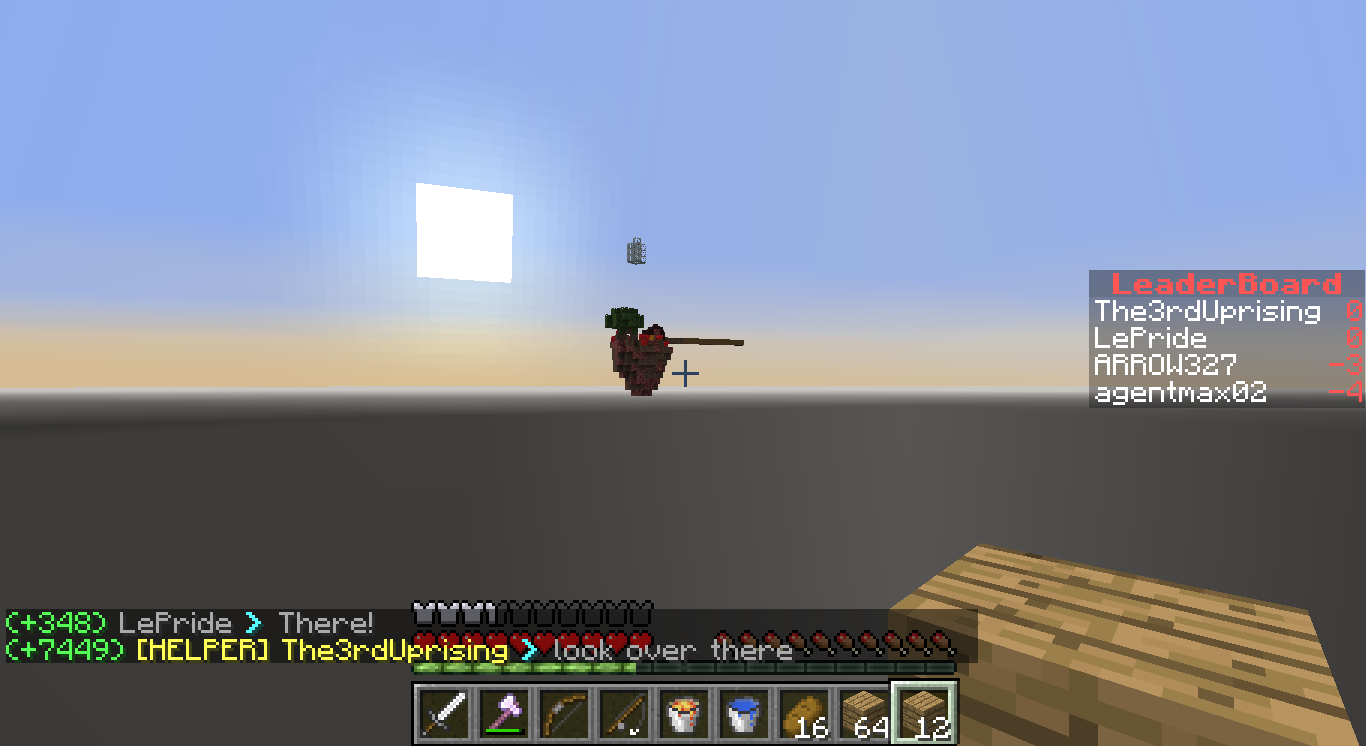 LeaderBoard
The3rdUprising 0
LePride 0
ARROW327 -3
agentmax02 -4
(+348) LePride > There!
(+7449) [HELPER] The3rdUprising > look over there
16 64 12